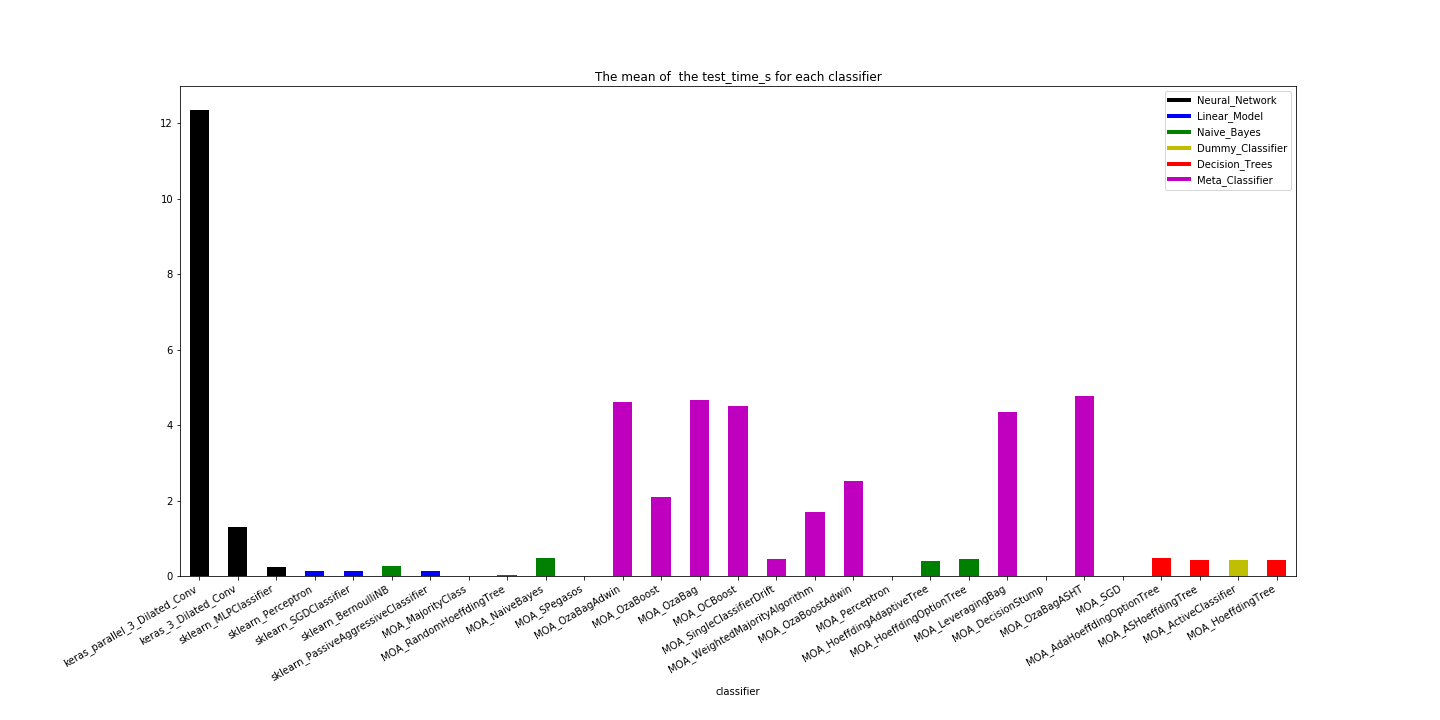 The mean of  the test_time_s for each classifier
Neural_Network
Linear_Model
Naive_Bayes
Dummy_Classifier
Decision_Trees
Meta_Classifier
12
10
8
6
4
2
0
keras_parallel_3_Dilated_Conv
keras_3_Dilated_Conv
sklearn_MLPClassifier
sklearn_Perceptron
sklearn_SGDClassifier
sklearn_BernoulliNB
sklearn_PassiveAggressiveClassifier
MOA_MajorityClass
MOA_RandomHoeffdingTree
MOA_NaiveBayes
MOA_SPegasos
MOA_OzaBagAdwin
MOA_OzaBoost
MOA_OzaBag
MOA_OCBoost
MOA_SingleClassifierDrift
MOA_WeightedMajorityAlgorithm
MOA_OzaBoostAdwin
MOA_Perceptron
MOA_HoeffdingAdaptiveTree
MOA_HoeffdingOptionTree
MOA_LeveragingBag
MOA_DecisionStump
MOA_OzaBagASHT
MOA_SGD
MOA_AdaHoeffdingOptionTree
MOA_ASHoeffdingTree
MOA_ActiveClassifier
MOA_HoeffdingTree
classifier